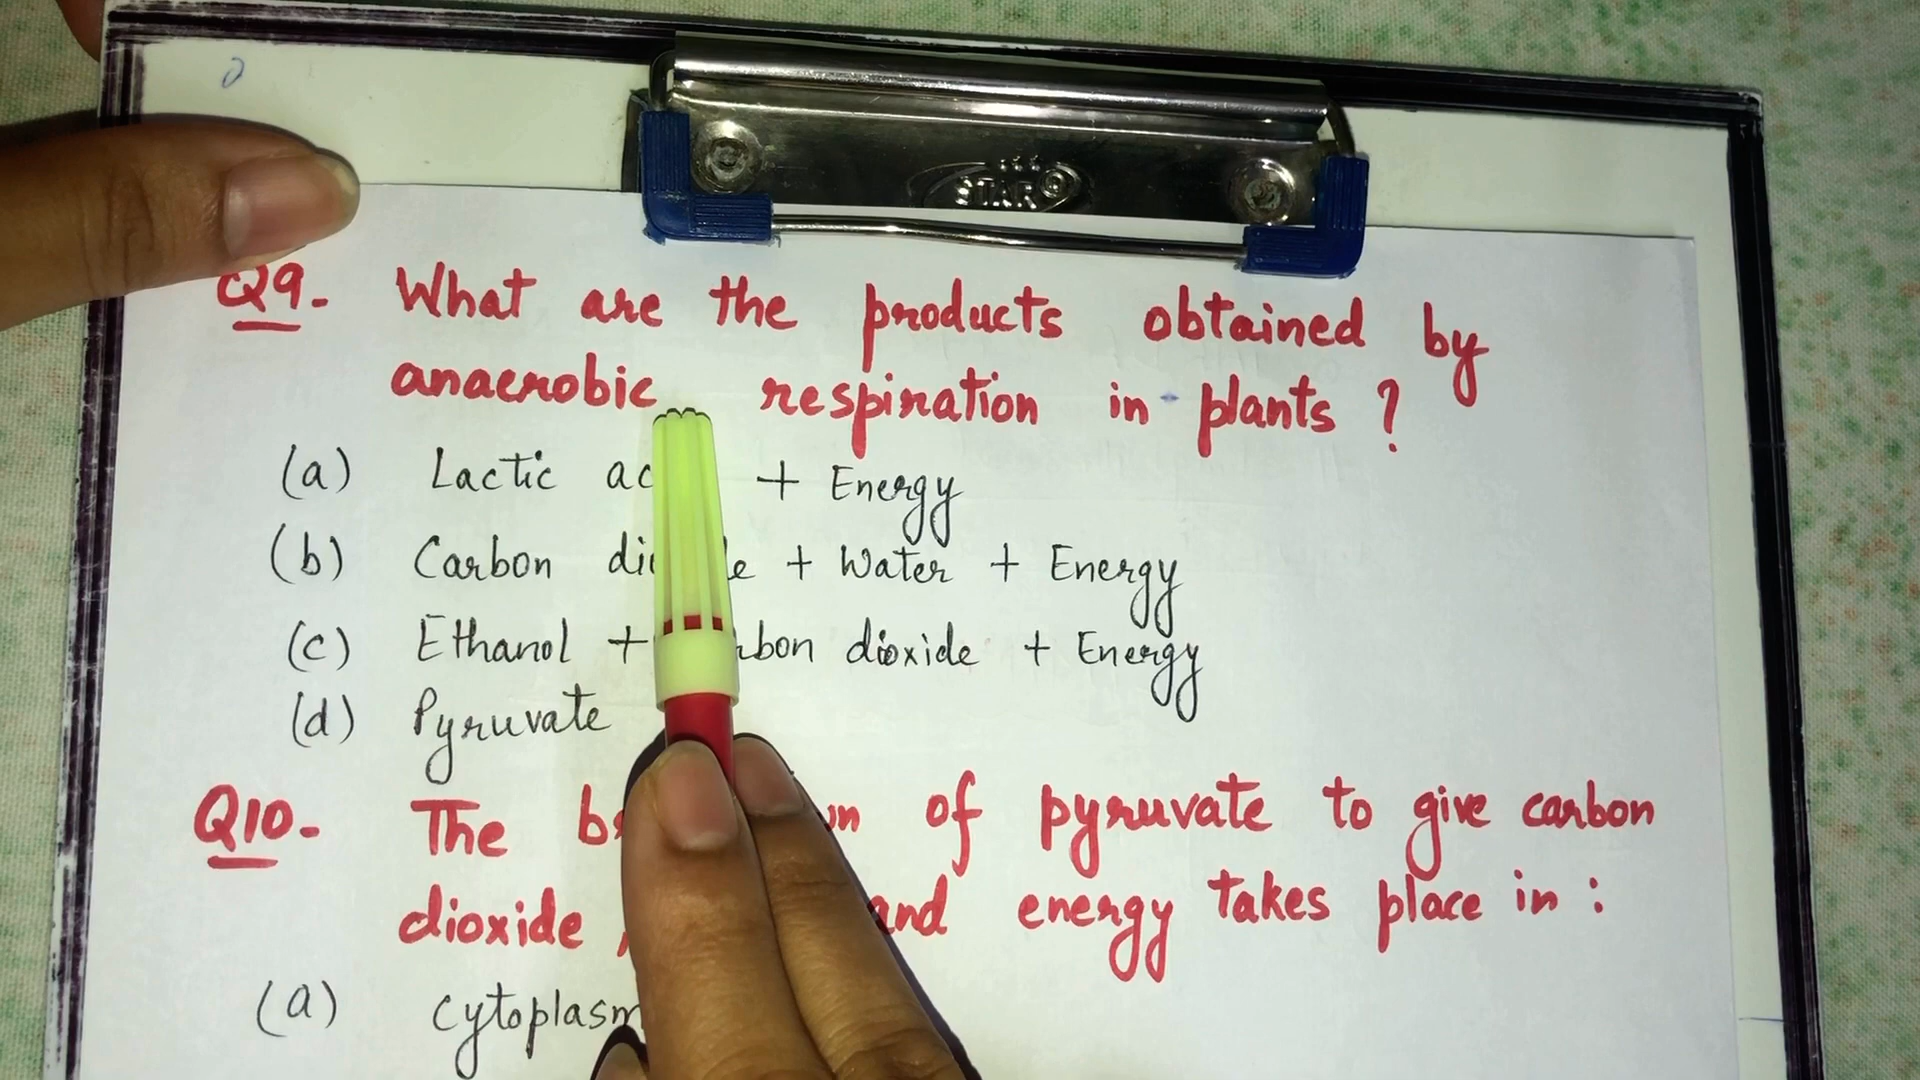 STAR
Q9. What are the products obtained by
anaerobic respiration in plants ?
(a) Lactic + Energy
(b) Carbon + Water + Energy
(c) Ethanol + dioxide + Energy
(d) Pyruvate
Q10. The of pyruvate to give carbon
dioxide and energy takes place in :
(a) Cytoplasm